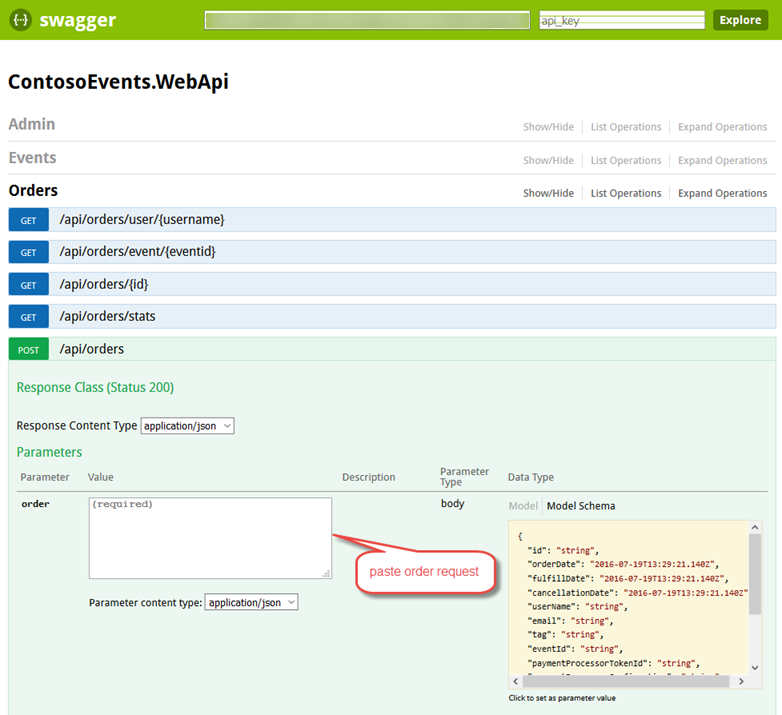 {···} swagger
api_key
Explore
ContosoEvents.WebApi
Admin Show/Hide List Operations Expand Operations
Events Show/Hide List Operations Expand Operations
Orders Show/Hide List Operations Expand Operations
GET /api/orders/user/{username}
GET /api/orders/event/{eventid}
GET /api/orders/{id}
GET /api/orders/stats
POST /api/orders
Response Class (Status 200)
Response Content Type application/json
Parameters
Parameter Value Description Parameter Type Data Type
order (required) body Model Model Schema
paste order request
{
"id": "string",
"orderDate": "2016-07-19T13:29:21.140Z",
"fulfillDate": "2016-07-19T13:29:21.140Z",
"cancellationDate": "2016-07-19T13:29:21.140Z"
"userName": "string",
"email": "string",
"tag": "string",
"eventId": "string",
"paymentProcessorTokenId": "string",
Parameter content type: application/json
Click to set as parameter value